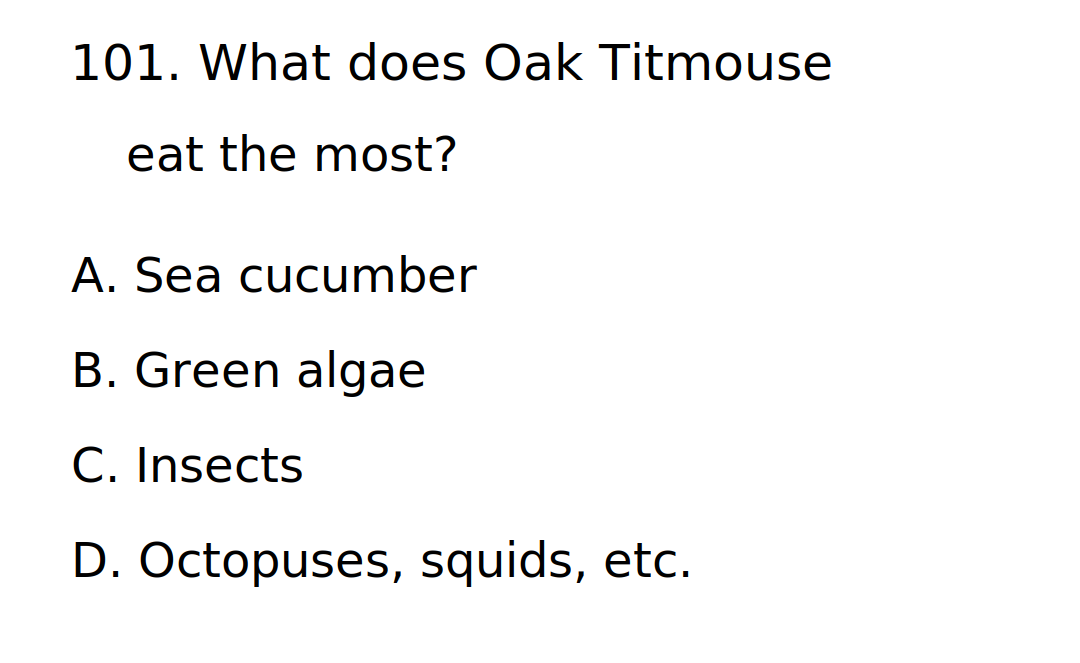 101. What does Oak Titmouse
eat the most?
A. Sea cucumber
B. Green algae
C. Insects
D. Octopuses, squids, etc.